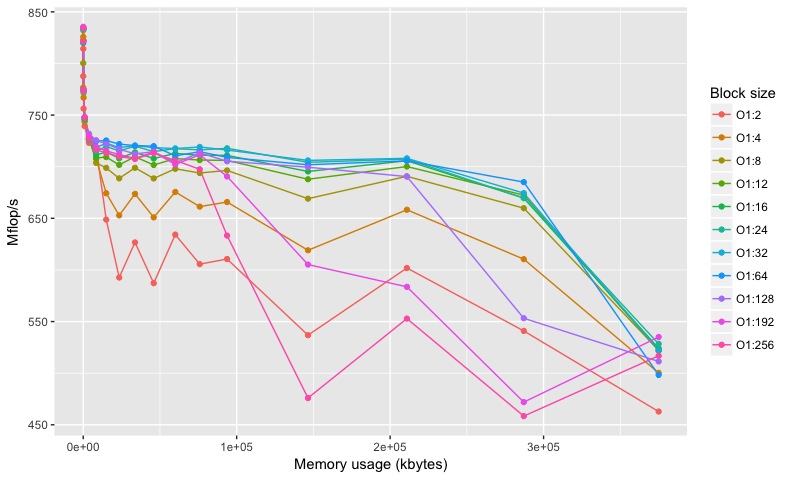 850
750
650
550
450
Mflop/s
0e+00
1e+05
2e+05
3e+05
Memory usage (kbytes)
Block size
O1:2
O1:4
O1:8
O1:12
O1:16
O1:24
O1:32
O1:64
O1:128
O1:192
O1:256